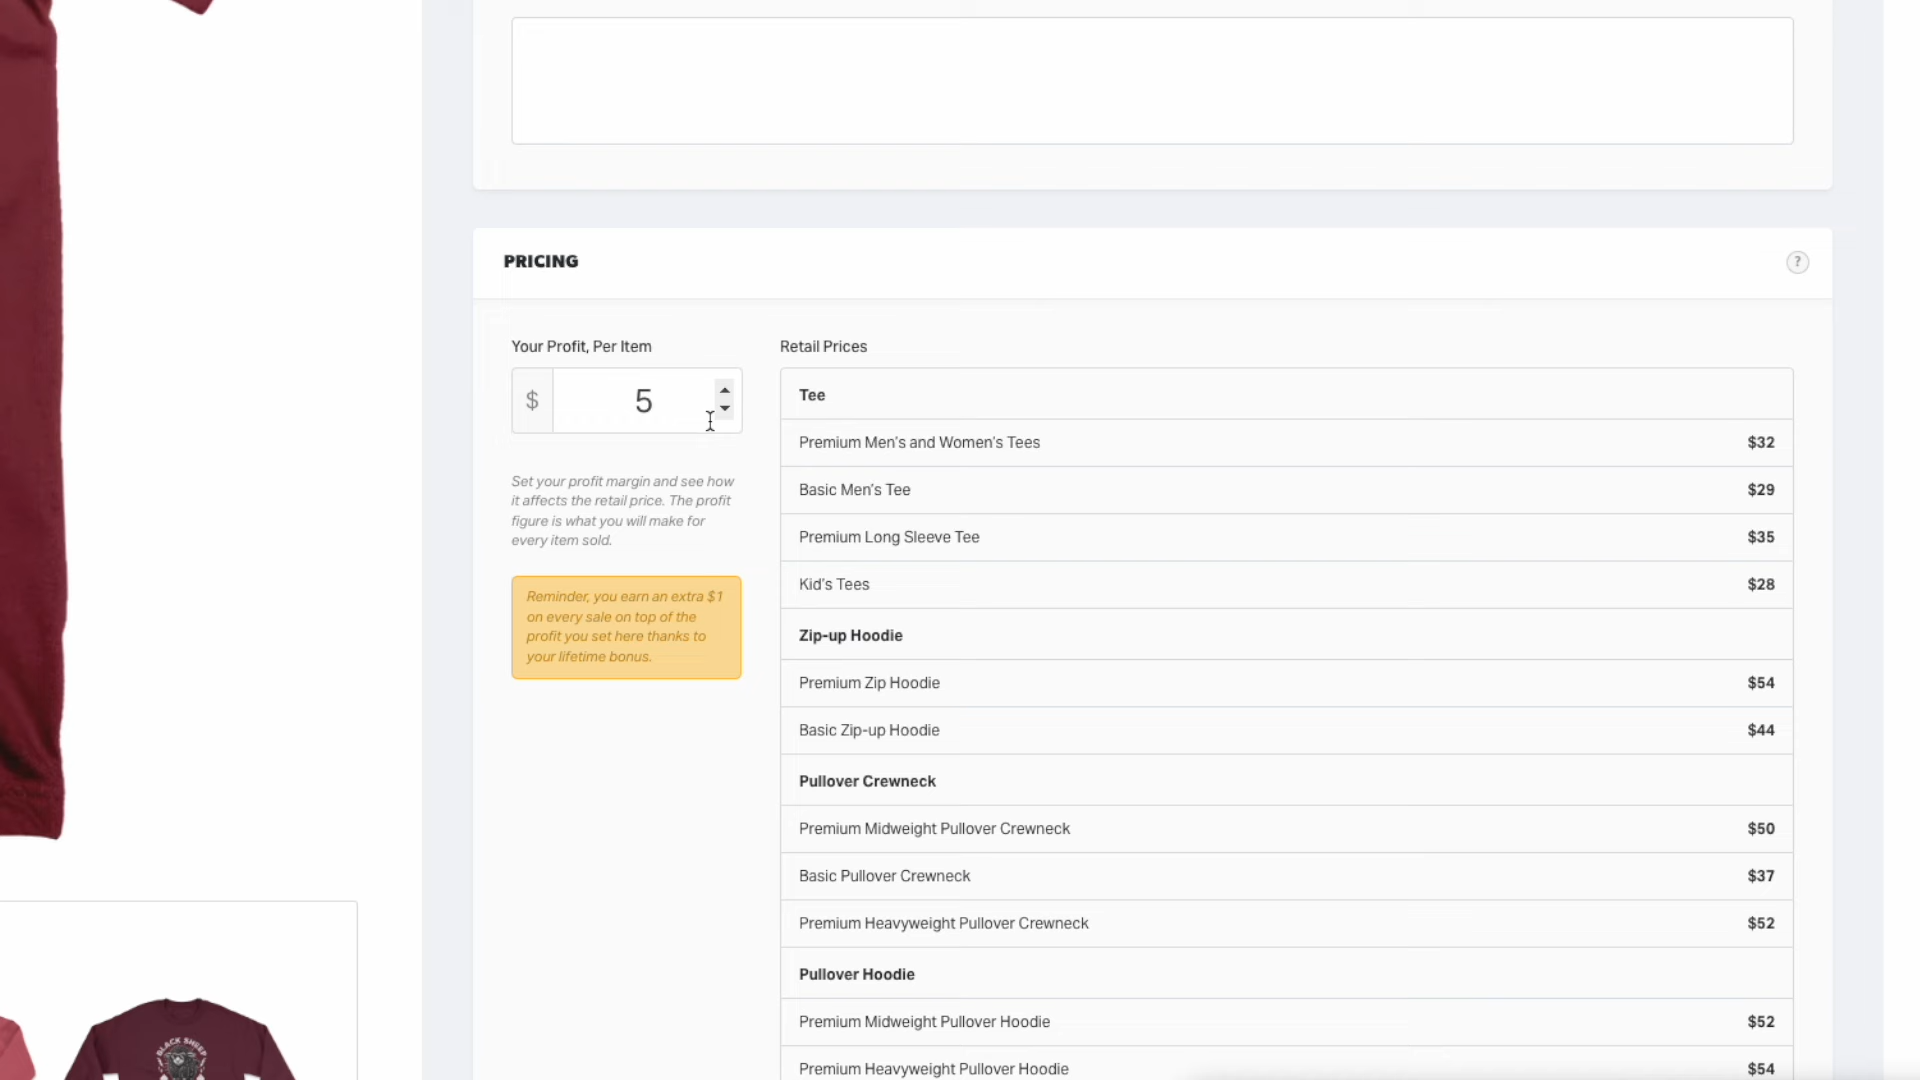 PRICING
?
Your Profit, Per Item
$ 5
Set your profit margin and see how
it affects the retail price. The profit
figure is what you will make for
every item sold.
Reminder, you earn an extra $1
on every sale on top of the
profit you set here thanks to
your lifetime bonus.
Retail Prices
Tee
Premium Men's and Women's Tees $32
Basic Men's Tee $29
Premium Long Sleeve Tee $35
Kid's Tees $28
Zip-up Hoodie
Premium Zip Hoodie $54
Basic Zip-up Hoodie $44
Pullover Crewneck
Premium Midweight Pullover Crewneck $50
Basic Pullover Crewneck $37
Premium Heavyweight Pullover Crewneck $52
Pullover Hoodie
Premium Midweight Pullover Hoodie $52
Premium Heavyweight Pullover Hoodie $54
BLACK SHEEP